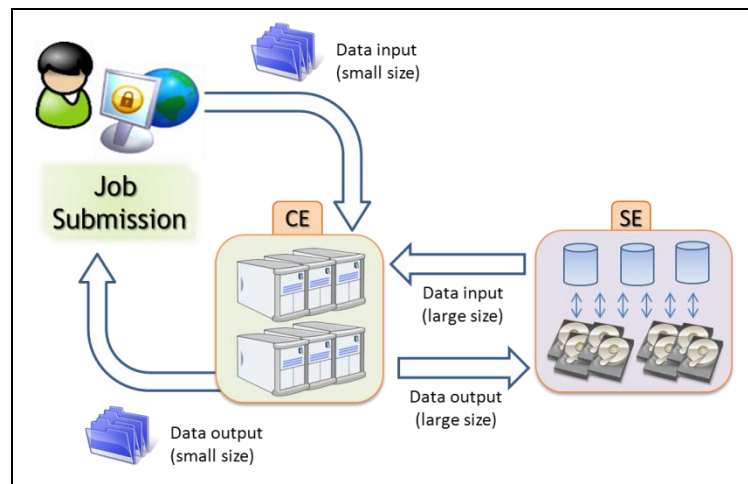 Data input
(small size)
Job
Submission
CE
SE
Data input
(large size)
Data output
(large size)
Data output
(small size)